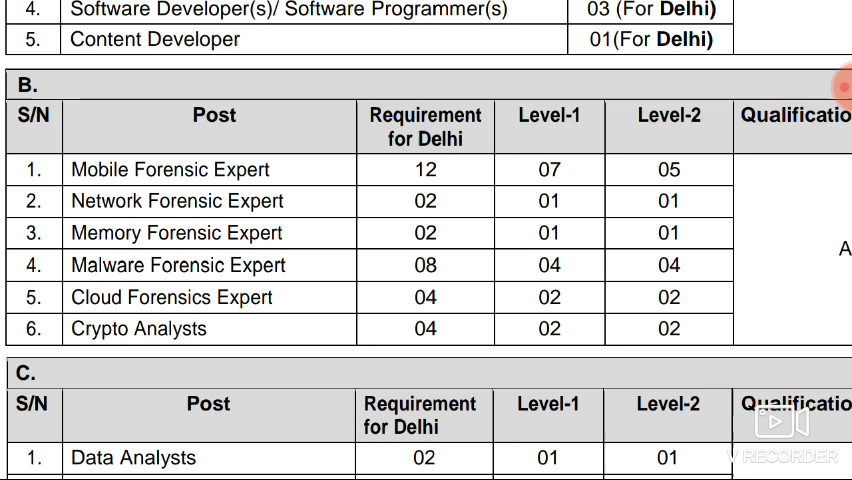 4. Software Developer(s)/ Software Programmer(s) 03 (For Delhi)
5. Content Developer 01(For Delhi)
B.
S/N Post Requirement for Delhi Level-1 Level-2 Qualificatio
1. Mobile Forensic Expert 12 07 05
2. Network Forensic Expert 02 01 01
3. Memory Forensic Expert 02 01 01
A
4. Malware Forensic Expert 08 04 04
5. Cloud Forensics Expert 04 02 02
6. Crypto Analysts 04 02 02
C.
S/N Post Requirement for Delhi Level-1 Level-2 Qualificatio
1. Data Analysts 02 01 01
V RECORDER